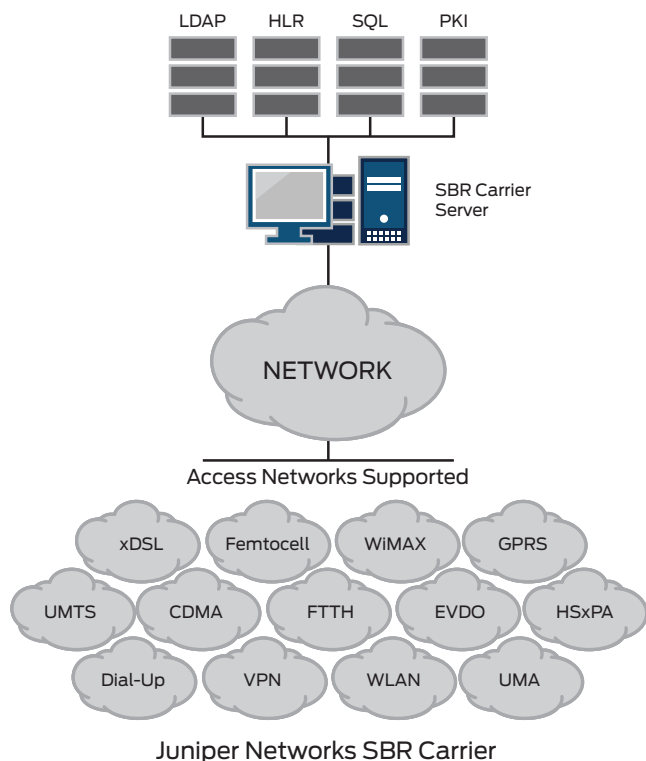 LDAP HLR SQL PKI
SBR Carrier
Server
NETWORK
Access Networks Supported
xDSL Femtocell WiMAX GPRS
UMTS CDMA FTTH EVDO HSxPA
Dial-Up VPN WLAN UMA
Juniper Networks SBR Carrier